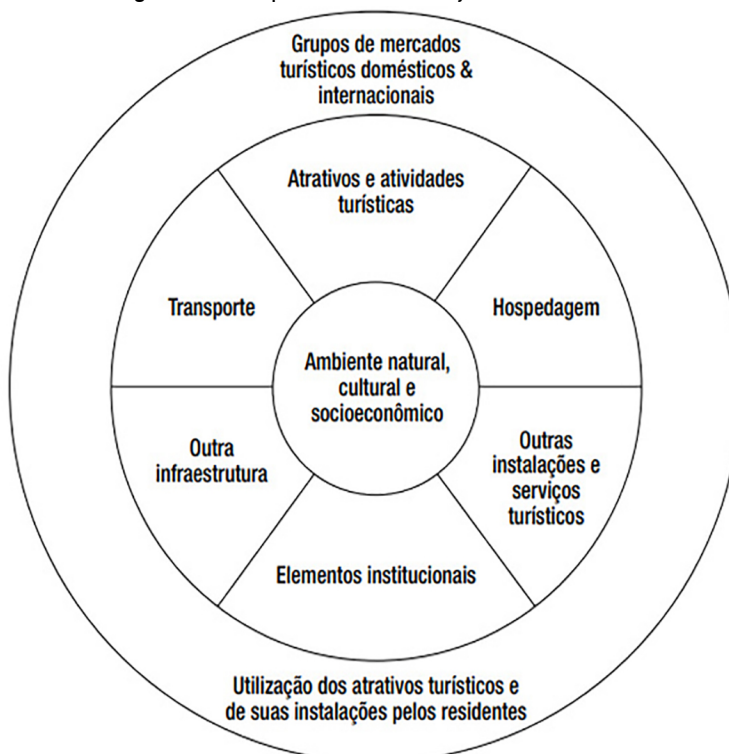 Grupos de mercados
turísticos domésticos &
internacionais
Atrativos e atividades
turísticas
Transporte
Hospedagem
Ambiente natural,
cultural e
socioeconômico
Outra
infraestrutura
Outras
instalações e
serviços
turísticos
Elementos institucionais
Utilização dos atrativos turísticos e
de suas instalações pelos residentes